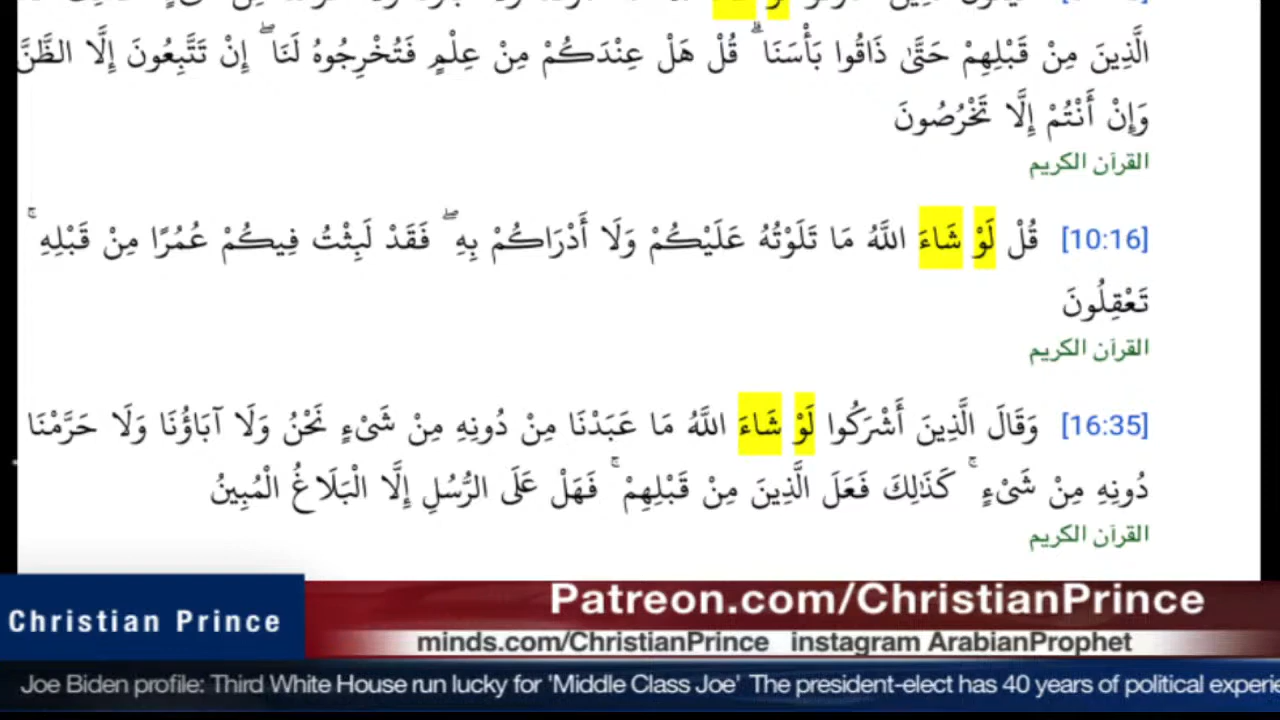 الَّذِينَ مِنْ قَبْلِهِمْ حَتَّىٰ ذَاقُوا بَأْسَنَا ۗ قُلْ هَلْ عِنْدَكُمْ مِنْ عِلْمٍ فَتُخْرِجُوهُ لَنَا ۖ إِنْ تَتَّبِعُونَ إِلَّا الظَّنَّ
وَإِنْ أَنْتُمْ إِلَّا تَخْرُصُونَ
القرآن الكريم
[10:16] قُلْ لَوْ شَاءَ اللَّهُ مَا تَلَوْتُهُ عَلَيْكُمْ وَلَا أَدْرَاكُمْ بِهِ ۖ فَقَدْ لَبِثْتُ فِيكُمْ عُمُرًا مِنْ قَبْلِهِ ۚ
تَعْقِلُونَ
القرآن الكريم
[16:35] وَقَالَ الَّذِينَ أَشْرَكُوا لَوْ شَاءَ اللَّهُ مَا عَبَدْنَا مِنْ دُونِهِ مِنْ شَيْءٍ نَحْنُ وَلَا آبَاؤُنَا وَلَا حَرَّمْنَا
دُونِهِ مِنْ شَيْءٍ ۚ كَذَٰلِكَ فَعَلَ الَّذِينَ مِنْ قَبْلِهِمْ ۚ فَهَلْ عَلَى الرُّسُلِ إِلَّا الْبَلَاغُ الْمُبِينُ
القرآن الكريم
Christian Prince
Patreon.com/ChristianPrince
minds.com/ChristianPrince instagram ArabianProphet
Joe Biden profile: Third White House run lucky for 'Middle Class Joe' The president-elect has 40 years of political